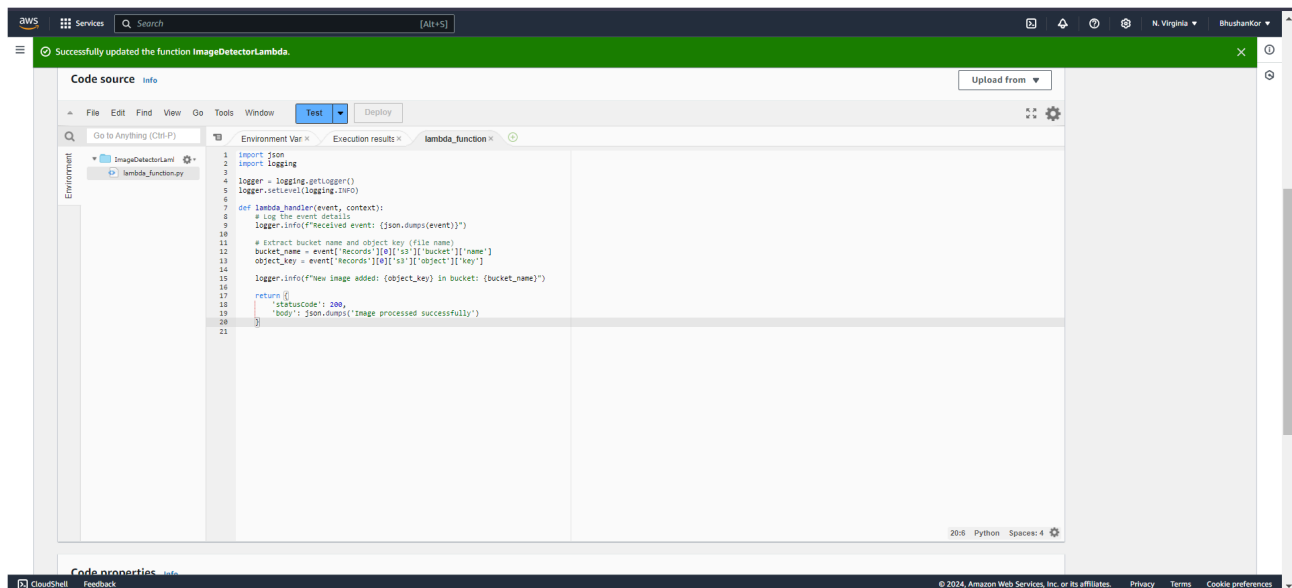 aws Services Search [Alt+S] N. Virginia BhushanKor
Successfully updated the function ImageDetectorLambda.
Code source Info
Upload from
File Edit Find View Go Tools Window Test Deploy
Go to Anything (Ctrl-P)
Environment Var Execution results lambda_function
Environment
ImageDetectorLaml
lambda_function.py
1 import json
2 import logging
3
4 logger = logging.getLogger()
5 logger.setLevel(logging.INFO)
6
7 def lambda_handler(event, context):
8 # Log the event details
9 logger.info(f"Received event: {json.dumps(event)}")
10
11 # Extract bucket name and object key (file name)
12 bucket_name = event['Records'][0]['s3']['bucket']['name']
13 object_key = event['Records'][0]['s3']['object']['key']
14
15 logger.info(f"New image added: {object_key} in bucket: {bucket_name}")
16
17 return {
18 'statusCode': 200,
19 'body': json.dumps('Image processed successfully')
20 }
21
20:6 Python Spaces: 4
Code properties Info
CloudShell Feedback © 2024, Amazon Web Services, Inc. or its affiliates. Privacy Terms Cookie preferences